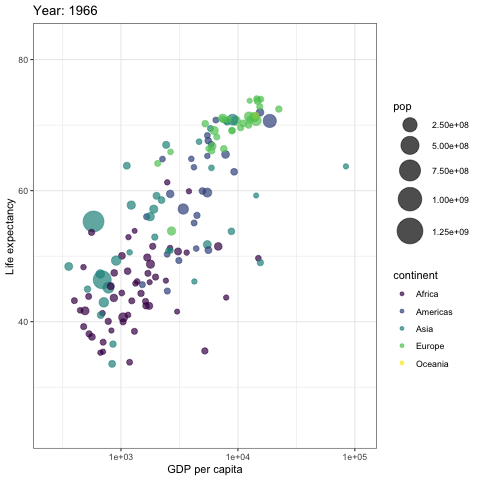 Year: 1966
Life expectancy
60
40
1e+03
1e+04
1e+05
GDP per capita
pop
2.50e+08
5.00e+08
7.50e+08
1.00e+09
1.25e+09
continent
Africa
Americas
Asia
Europe
Oceania
80